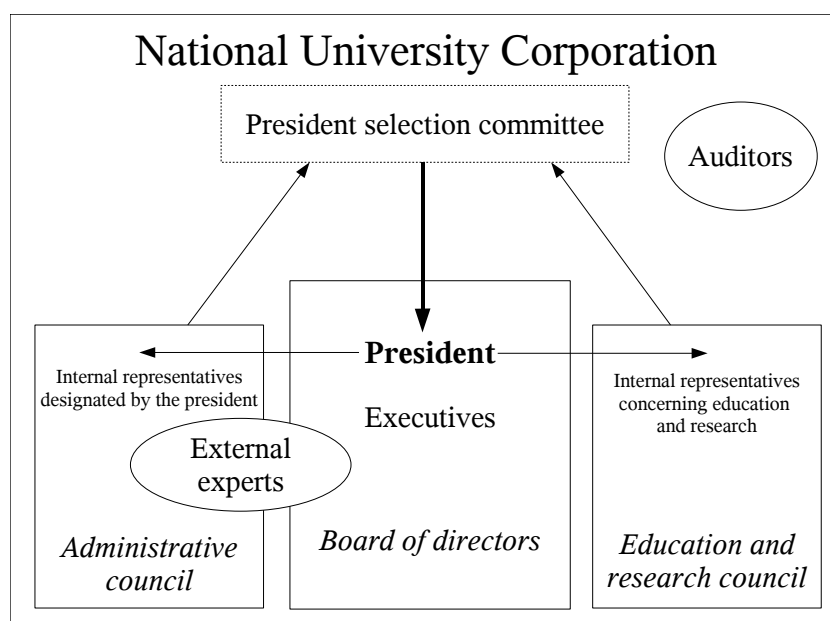 National University Corporation
President selection committee
Auditors
President
Internal representatives
designated by the president
Executives
Internal representatives
concerning education
and research
External
experts
Administrative
council
Board of directors
Education and
research council